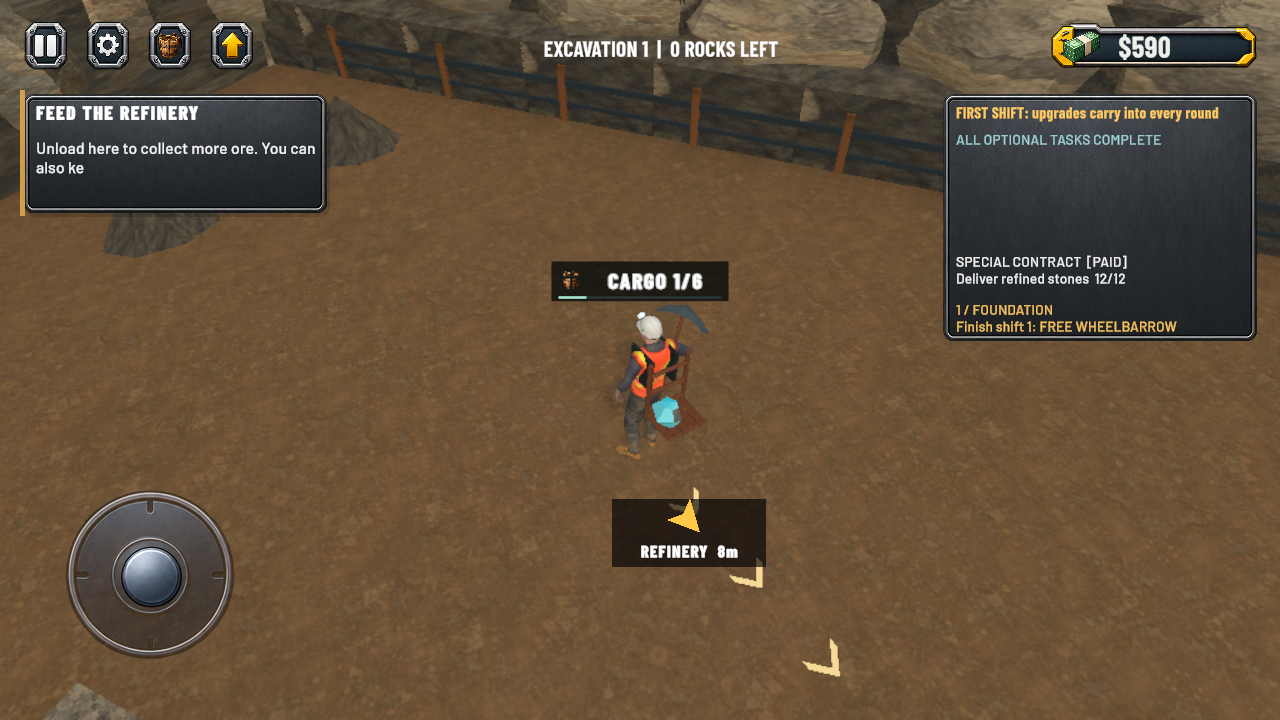 EXCAVATION 1 | 0 ROCKS LEFT
$590
FEED THE REFINERY
Unload here to collect more ore. You can
also ke
FIRST SHIFT: upgrades carry into every round
ALL OPTIONAL TASKS COMPLETE
SPECIAL CONTRACT [PAID]
Deliver refined stones 12/12
1 / FOUNDATION
Finish shift 1: FREE WHEELBARROW
CARGO 1/6
REFINERY 8m